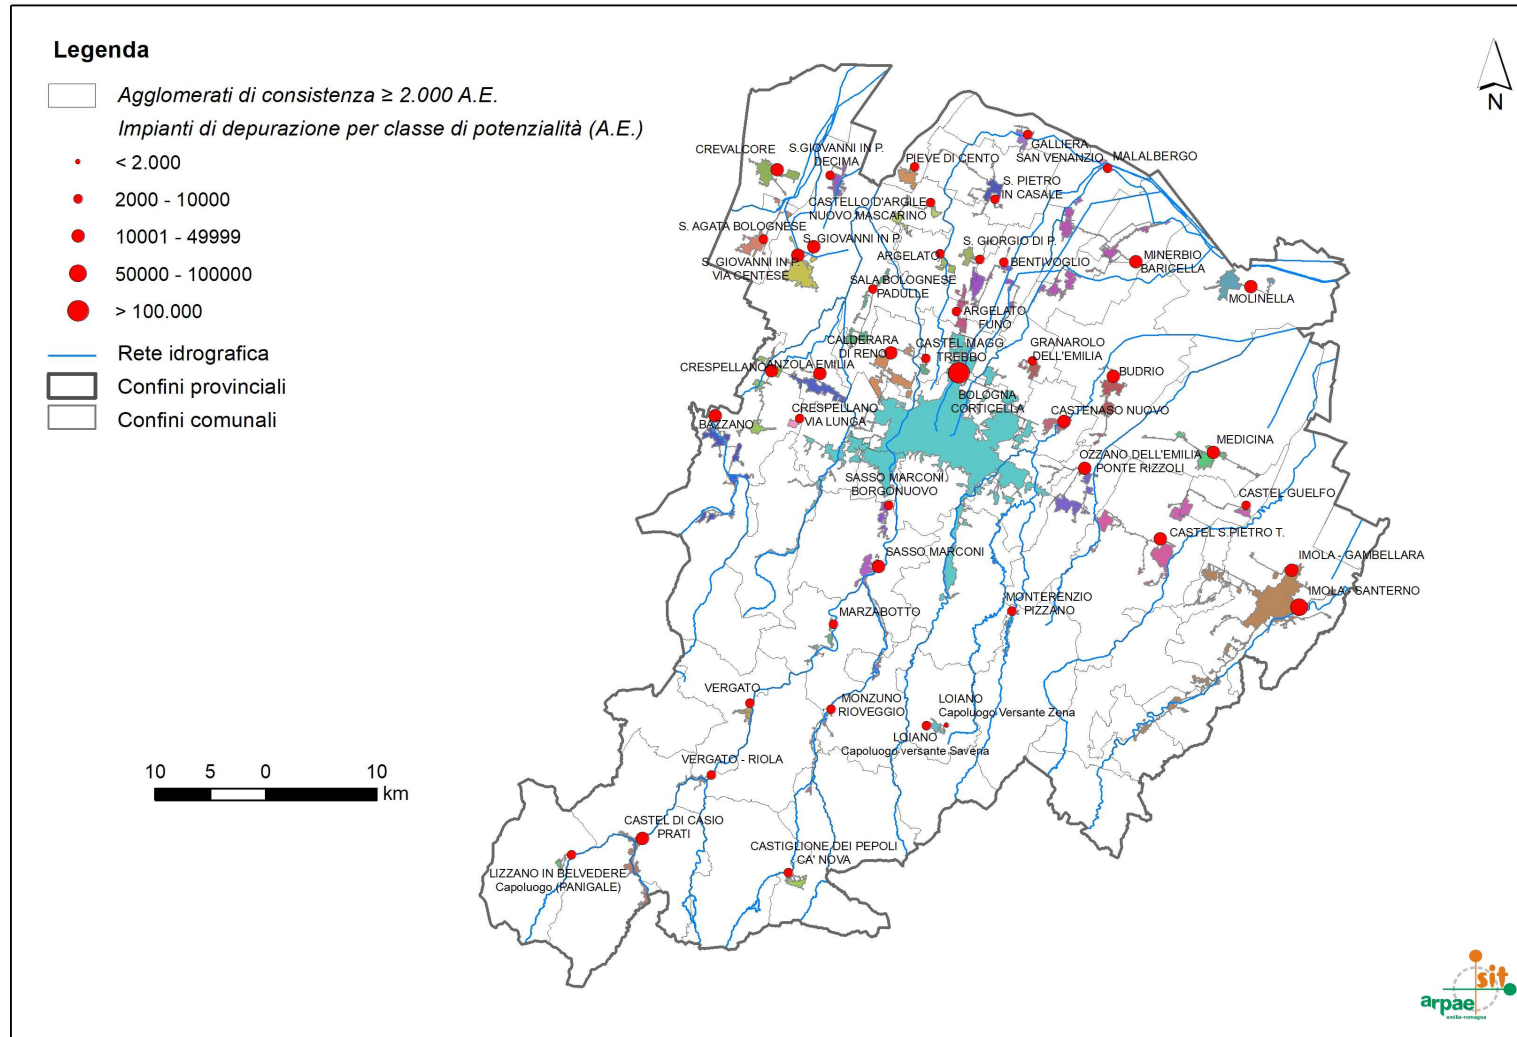 Legenda
Agglomerati di consistenza ≥ 2.000 A.E.
Impianti di depurazione per classe di potenzialità (A.E.)
< 2.000
2000 - 10000
10001 - 49999
50000 - 100000
> 100.000
Rete idrografica
Confini provinciali
Confini comunali
N
CREVALCORE
S.GIOVANNI IN P.
DECIMA
PIEVE DI CENTO
GALLIERA
SAN VENANZIO
MALALBERGO
S. PIETRO
IN CASALE
CASTELLO D'ARGILE
NUOVO MASCARINO
S. AGATA BOLOGNESE
S. GIOVANNI IN P.
S. GIOVANNI IN P.
VIA CENTESE
ARGELATO
S. GIORGIO DI P.
BENTIVOGLIO
MINERBIO
BARICELLA
SALA BOLOGNESE
PADULLE
MOLINELLA
ARGELATO
FUNO
CALDERARA
DI RENO
CASTEL MAGG.
TREBBO
GRANAROLO
DELL'EMILIA
CRESPELLANO
ANZOLA EMILIA
BUDRIO
BOLOGNA
CORTICELLA
CRESPELLANO
VIA LUNGA
BAZZANO
CASTENASO NUOVO
MEDICINA
OZZANO DELL'EMILIA
PONTE RIZZOLI
SASSO MARCONI
BORGONUOVO
CASTEL GUELFO
CASTEL S.PIETRO T.
SASSO MARCONI
IMOLA - GAMBELLARA
IMOLA - SANTERNO
MONTERENZIO
PIZZANO
MARZABOTTO
VERGATO
MONZUNO
RIOVEGGIO
LOIANO
Capoluogo Versante Zena
LOIANO
Capoluogo versante Savena
VERGATO - RIOLA
10 5 0 10
km
CASTEL DI CASIO
PRATI
CASTIGLIONE DEI PEPOLI
CA' NOVA
LIZZANO IN BELVEDERE
Capoluogo (PANIGALE)
sit
arpae
emilia-romagna